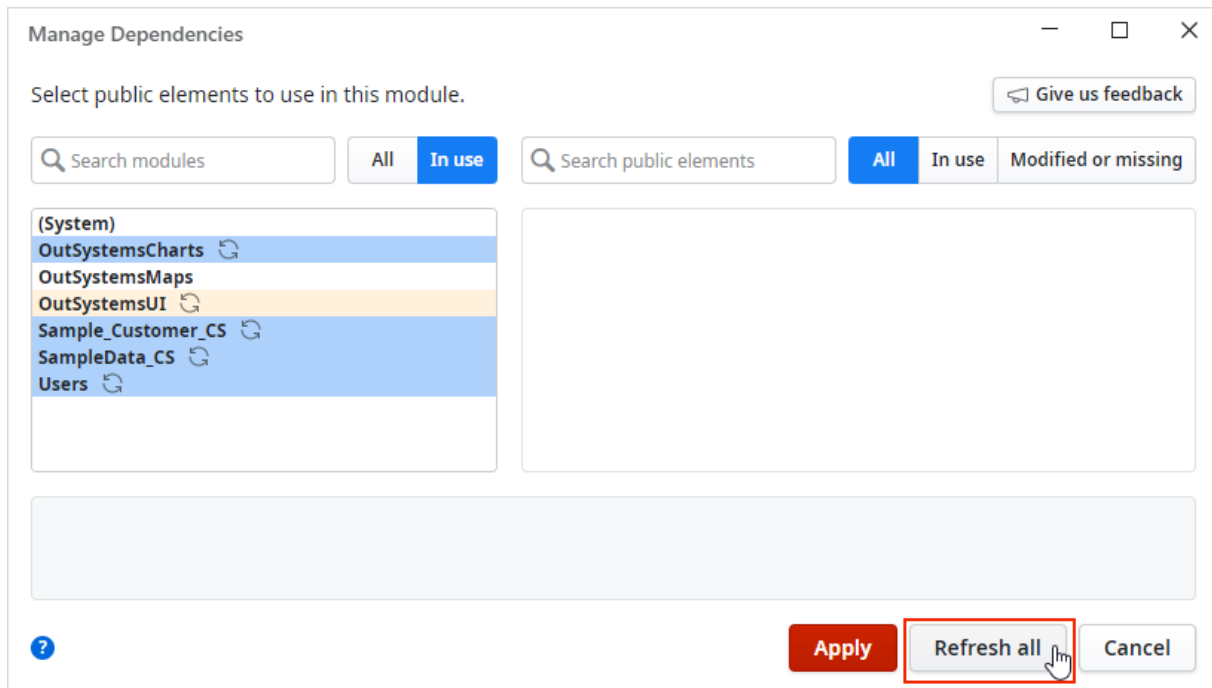 Manage Dependencies
Select public elements to use in this module.
Give us feedback
Search modules
All
In use
Search public elements
All
In use
Modified or missing
(System)
OutSystemsCharts
OutSystemsMaps
OutSystemsUI
Sample_Customer_CS
SampleData_CS
Users
?
Apply
Refresh all
Cancel